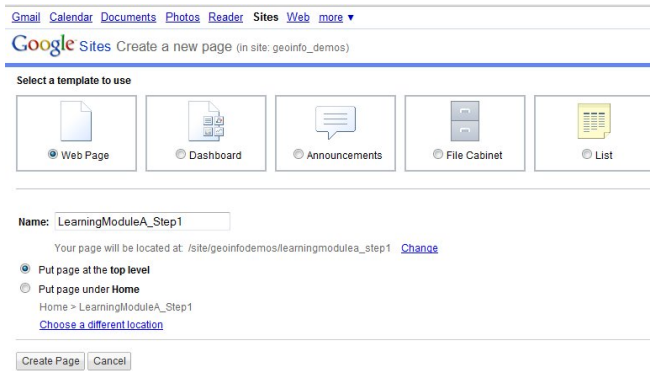 Gmail Calendar Documents Photos Reader Sites Web more ▼
Google Sites Create a new page (in site: geoinfo_demos)
Select a template to use
Web Page Dashboard Announcements File Cabinet List
Name: LearningModuleA_Step1
Your page will be located at: /site/geoinfodemos/learningmodulea_step1 Change
Put page at the top level
Put page under Home
Home > LearningModuleA_Step1
Choose a different location
Create Page Cancel